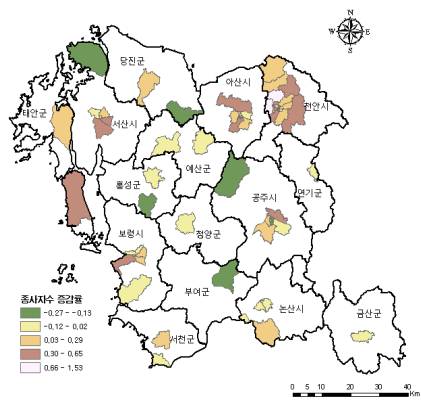 N
W
E
S
당진군
아산시
천안시
태안군
서산시
예산군
홍성군
공주시
연기군
보령시
청양군
부여군
논산시
금산군
서천군
종사자수 증감율
-0.27 - -0.13
-0.12 - 0.02
0.03 - 0.29
0.30 - 0.65
0.66 - 1.53
0 5 10 20 30 40
Km